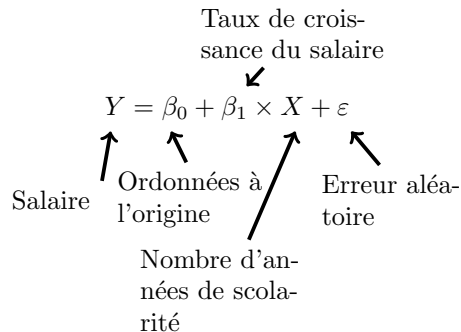 Taux de crois-
sance du salaire
Y = β₀ + β₁ × X + ε
Salaire
Ordonnées à
l'origine
Erreur aléa-
toire
Nombre d'an-
nées de scola-
rité